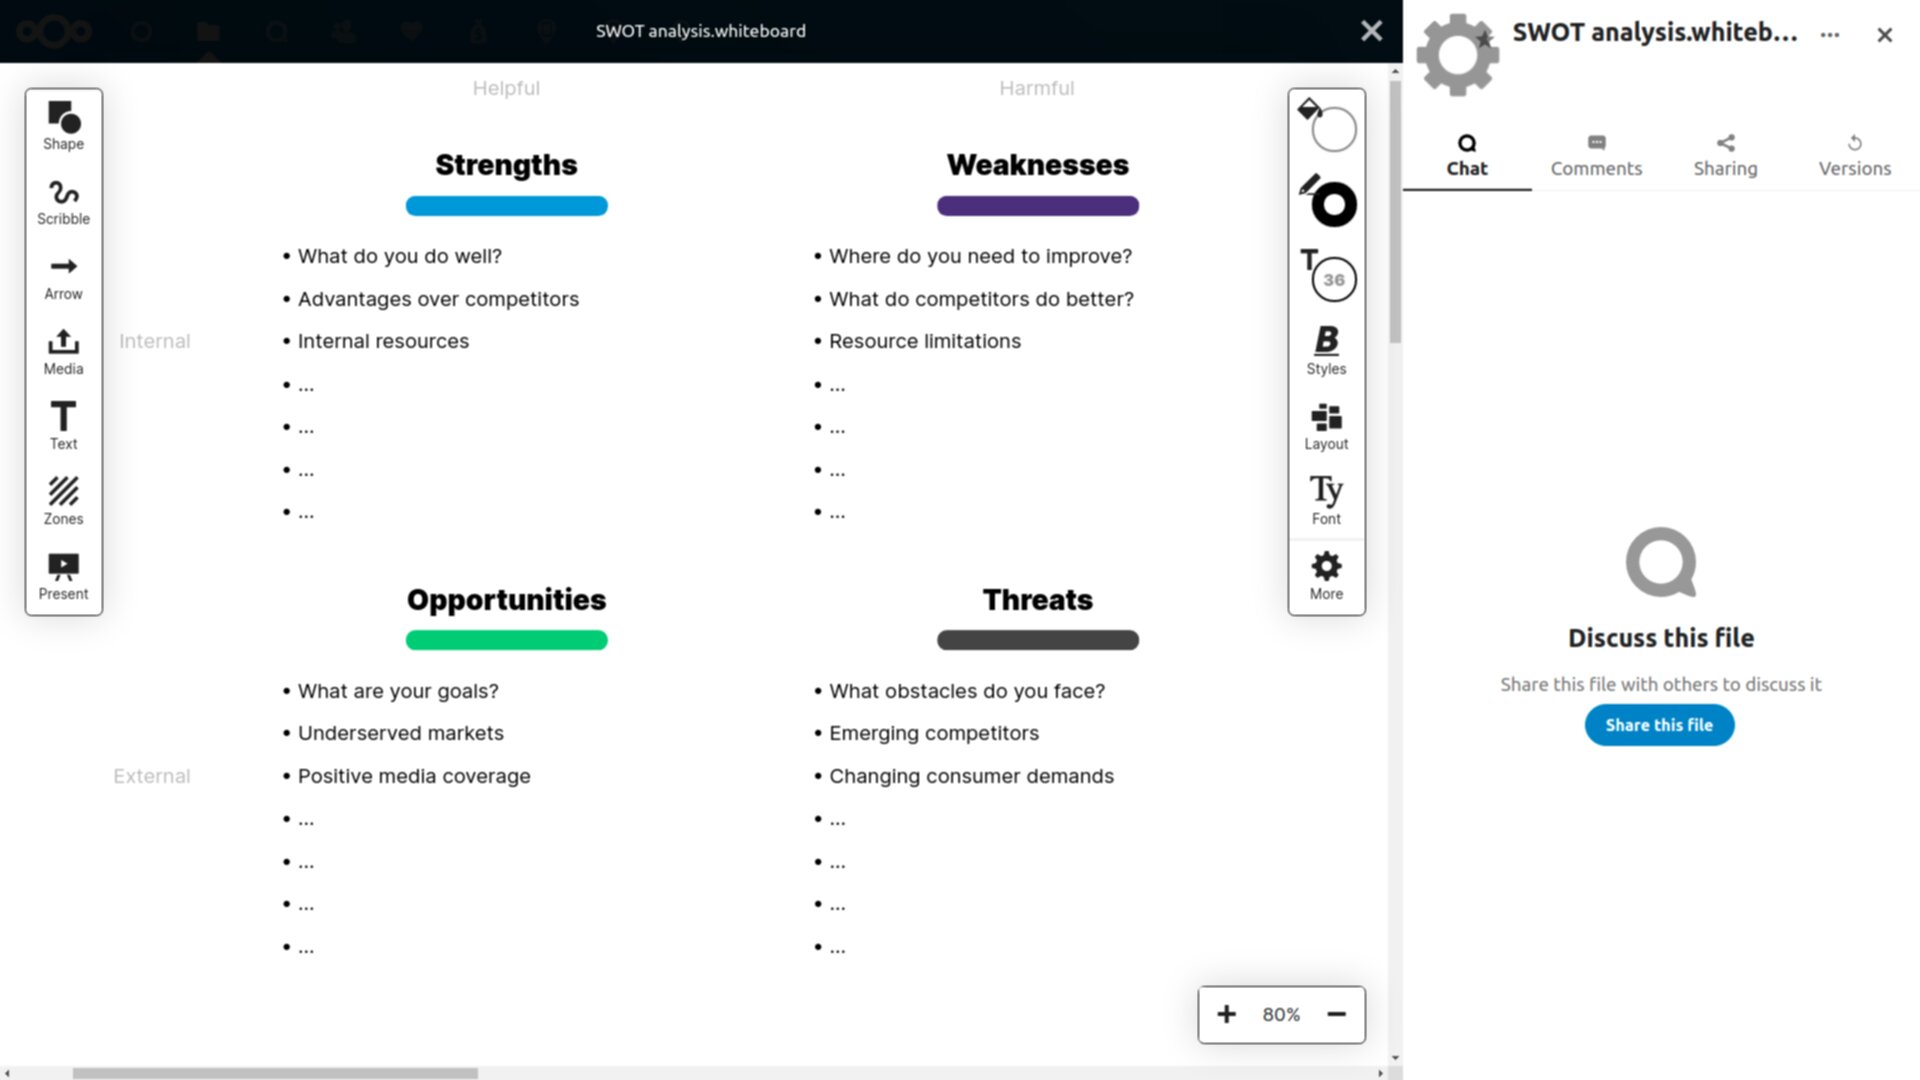 SWOT analysis.whiteboard
SWOT analysis.whiteb...
Chat
Comments
Sharing
Versions
Shape
Scribble
Arrow
Media
Text
Zones
Present
Helpful
Harmful
Internal
External
Strengths
• What do you do well?
• Advantages over competitors
• Internal resources
• ...
• ...
• ...
• ...
Weaknesses
• Where do you need to improve?
• What do competitors do better?
• Resource limitations
• ...
• ...
• ...
• ...
Opportunities
• What are your goals?
• Underserved markets
• Positive media coverage
• ...
• ...
• ...
• ...
Threats
• What obstacles do you face?
• Emerging competitors
• Changing consumer demands
• ...
• ...
• ...
• ...
T
36
B
Styles
Layout
Ty
Font
More
+ 80% −
Discuss this file
Share this file with others to discuss it
Share this file